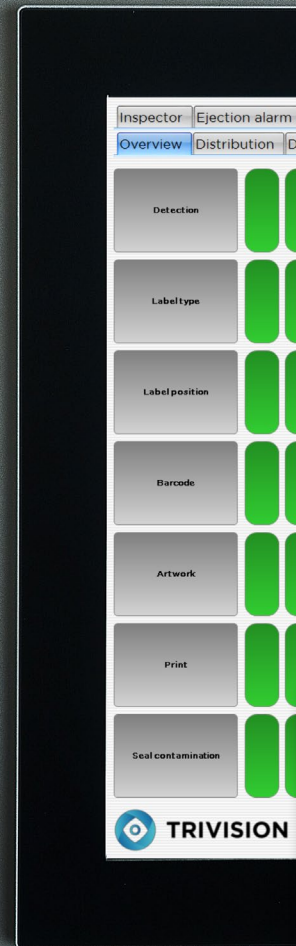 Inspector Ejection alarm
Overview Distribution
Detection
Label type
Label position
Barcode
Artwork
Print
Seal contamination
TRIVISION